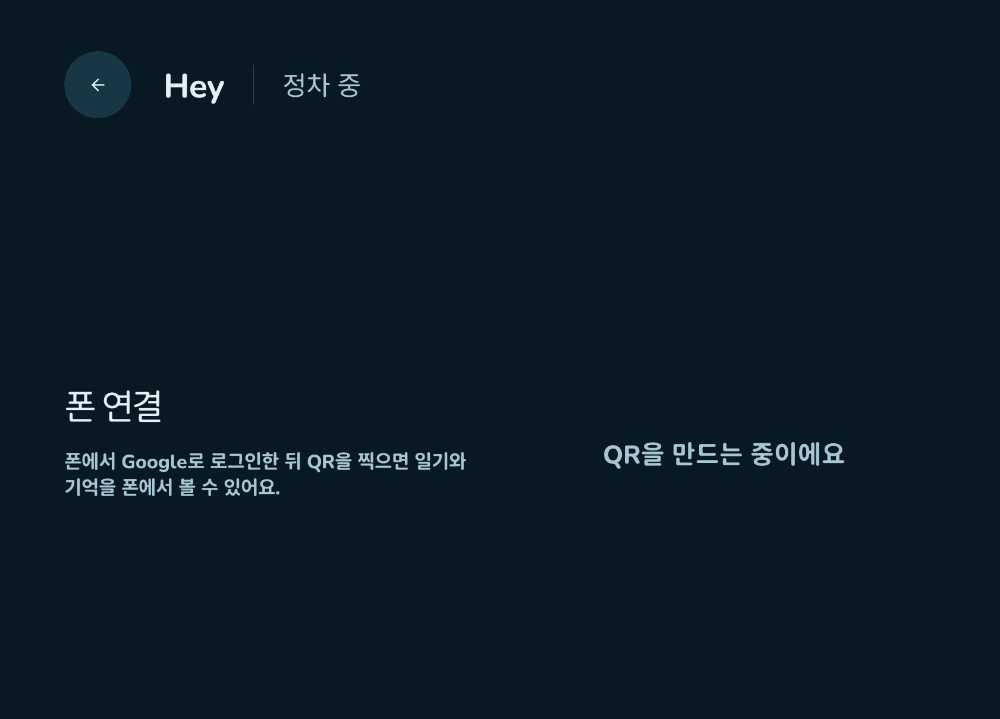 Hey
정차 중
폰 연결
폰에서 Google로 로그인한 뒤 QR을 찍으면 일기와
기억을 폰에서 볼 수 있어요.
QR을 만드는 중이에요